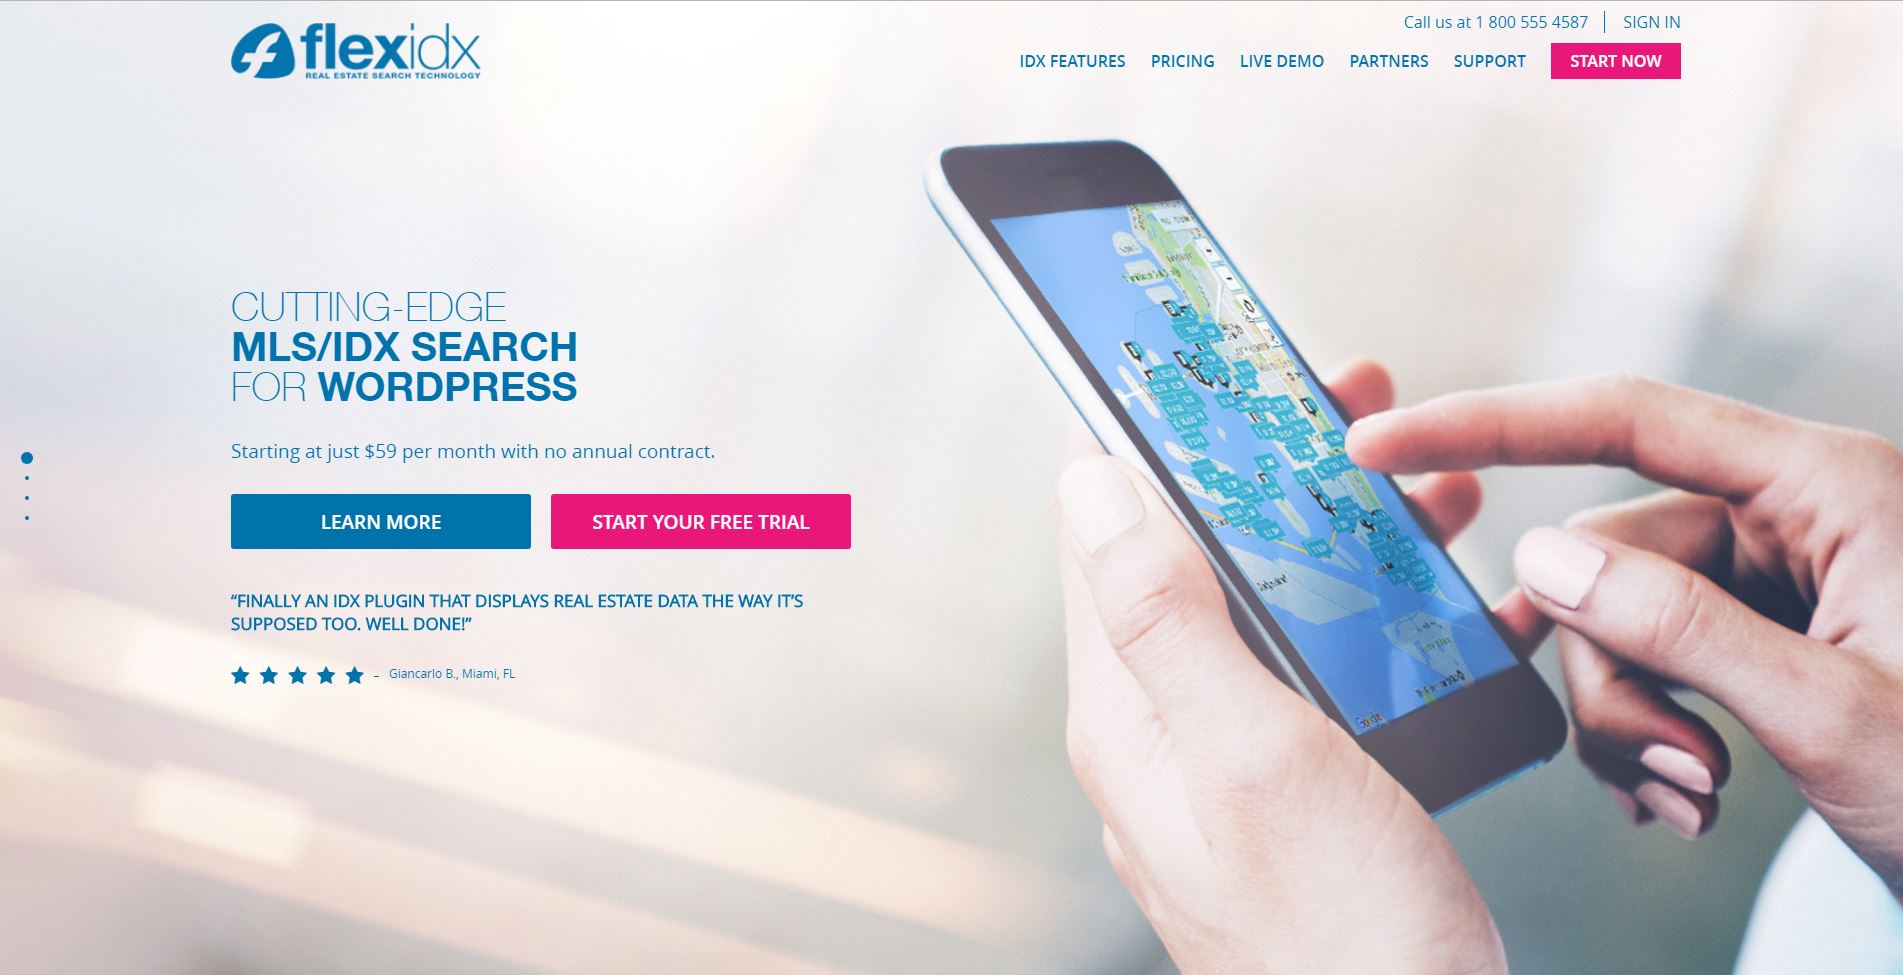 flexidx
REAL ESTATE SEARCH TECHNOLOGY
Call us at 1 800 555 4587
SIGN IN
IDX FEATURES
PRICING
LIVE DEMO
PARTNERS
SUPPORT
START NOW
CUTTING-EDGE
MLS/IDX SEARCH
FOR WORDPRESS
Starting at just $59 per month with no annual contract.
LEARN MORE
START YOUR FREE TRIAL
“FINALLY AN IDX PLUGIN THAT DISPLAYS REAL ESTATE DATA THE WAY IT’S
SUPPOSED TOO. WELL DONE!”
– Giancarlo B., Miami, FL
Google